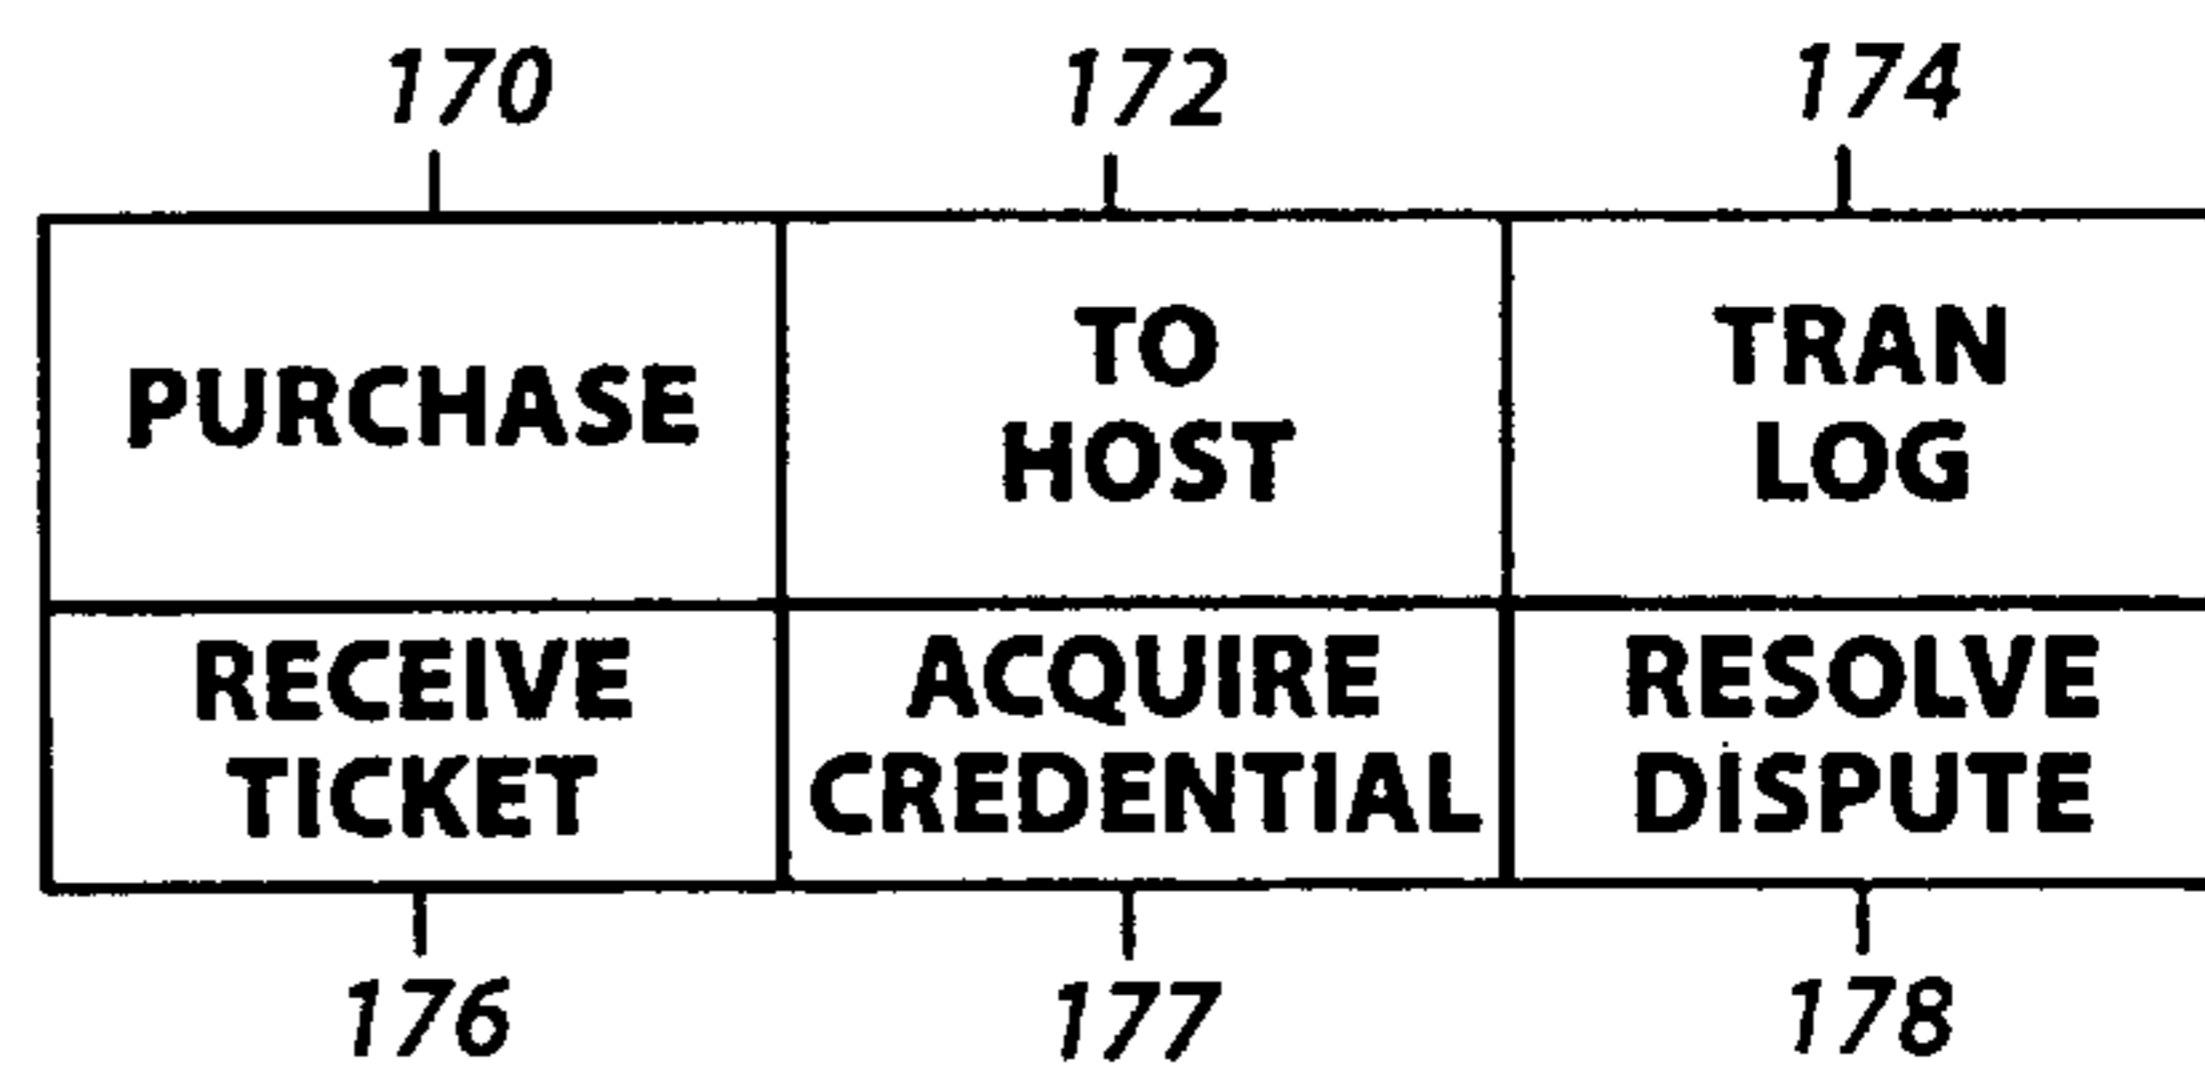 170
172
174
PURCHASE
TO
HOST
TRAN
LOG
RECEIVE
TICKET
ACQUIRE
CREDENTIAL
RESOLVE
DISPUTE
176
177
178